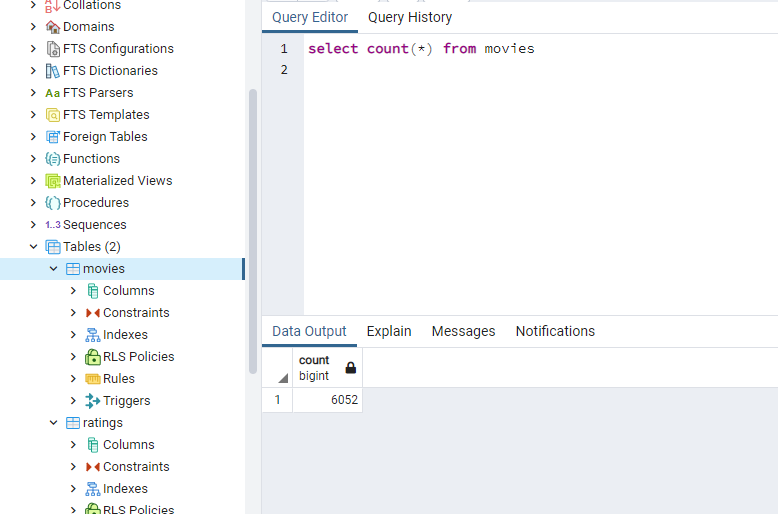 Collations
Domains
FTS Configurations
FTS Dictionaries
Aa FTS Parsers
FTS Templates
Foreign Tables
Functions
Materialized Views
Procedures
1..3 Sequences
Tables (2)
movies
Columns
Constraints
Indexes
RLS Policies
Rules
Triggers
ratings
Columns
Constraints
Indexes
RLS Policies
Query Editor Query History
1 select count(*) from movies
2
Data Output Explain Messages Notifications
count
bigint
1 6052